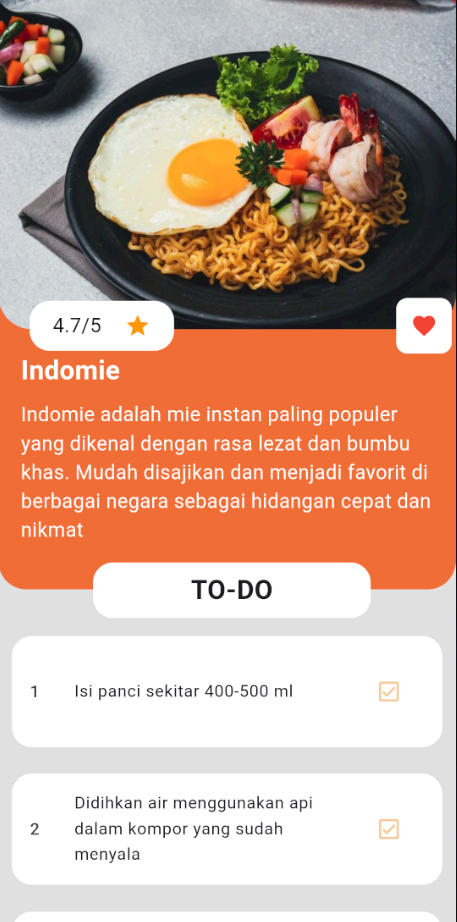 4.7/5
Indomie
Indomie adalah mie instan paling populer
yang dikenal dengan rasa lezat dan bumbu
khas. Mudah disajikan dan menjadi favorit di
berbagai negara sebagai hidangan cepat dan
nikmat
TO-DO
1 Isi panci sekitar 400-500 ml
2 Didihkan air menggunakan api
dalam kompor yang sudah
menyala